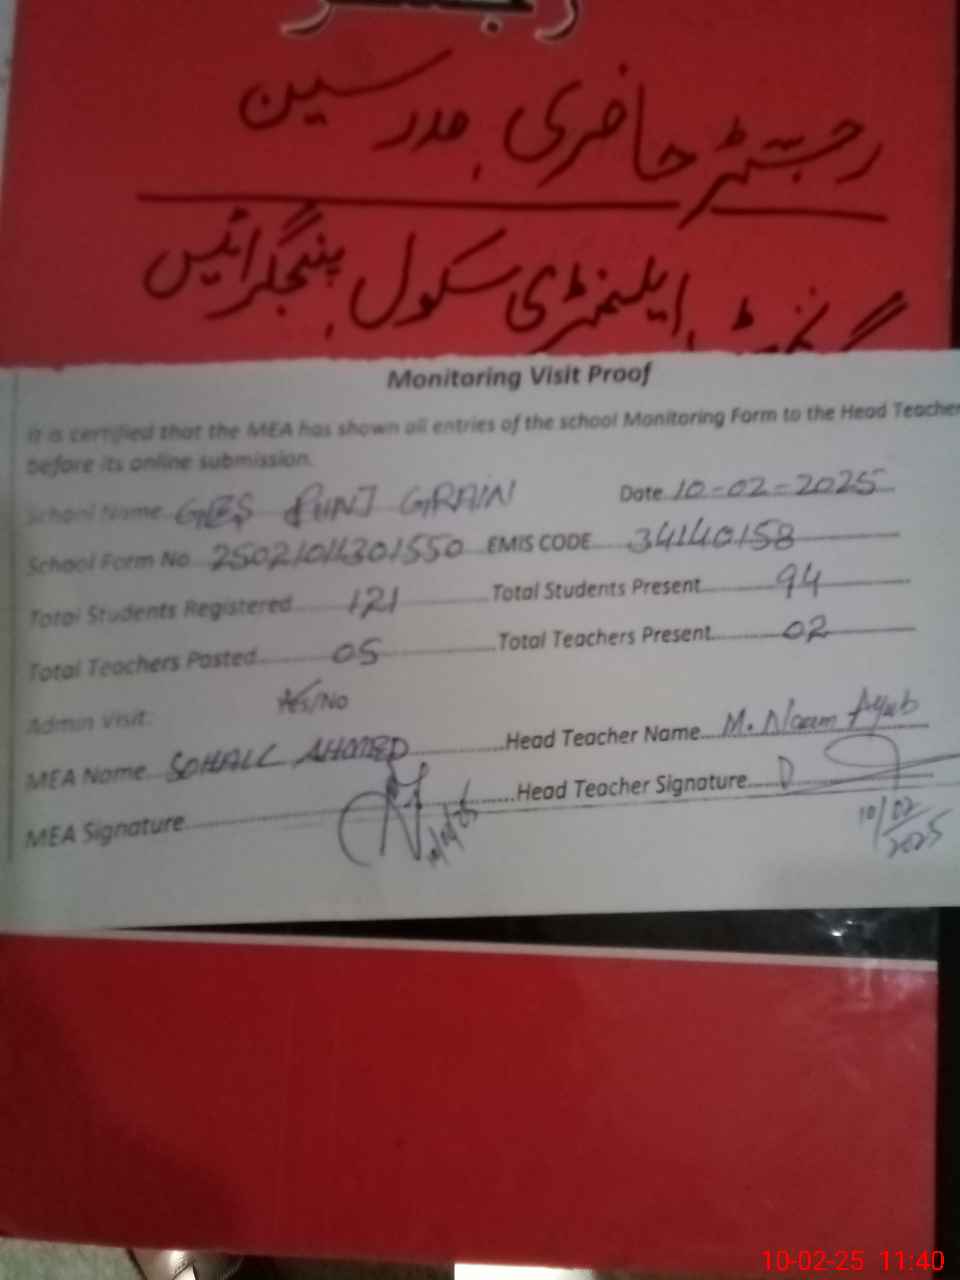 رجسٹر حاضری مدرسین
گورنمنٹ ایلمنٹری سکول پنجگرائیں
Monitoring Visit Proof
It is certified that the MEA has shown all entries of the school Monitoring Form to the Head Teacher
before its online submission.
School Name GES PUNJ GRAIN Date 10-02-2025
School Form No 25021011301550 EMIS CODE 34140158
Total Students Registered 121 Total Students Present 94
Total Teachers Posted 05 Total Teachers Present 02
Admin Visit: Yes/No
MEA Name SOHAIL AHMED Head Teacher Name M. Naeem Ayub
MEA Signature Head Teacher Signature
10/02/2025
10-02-25 11:40